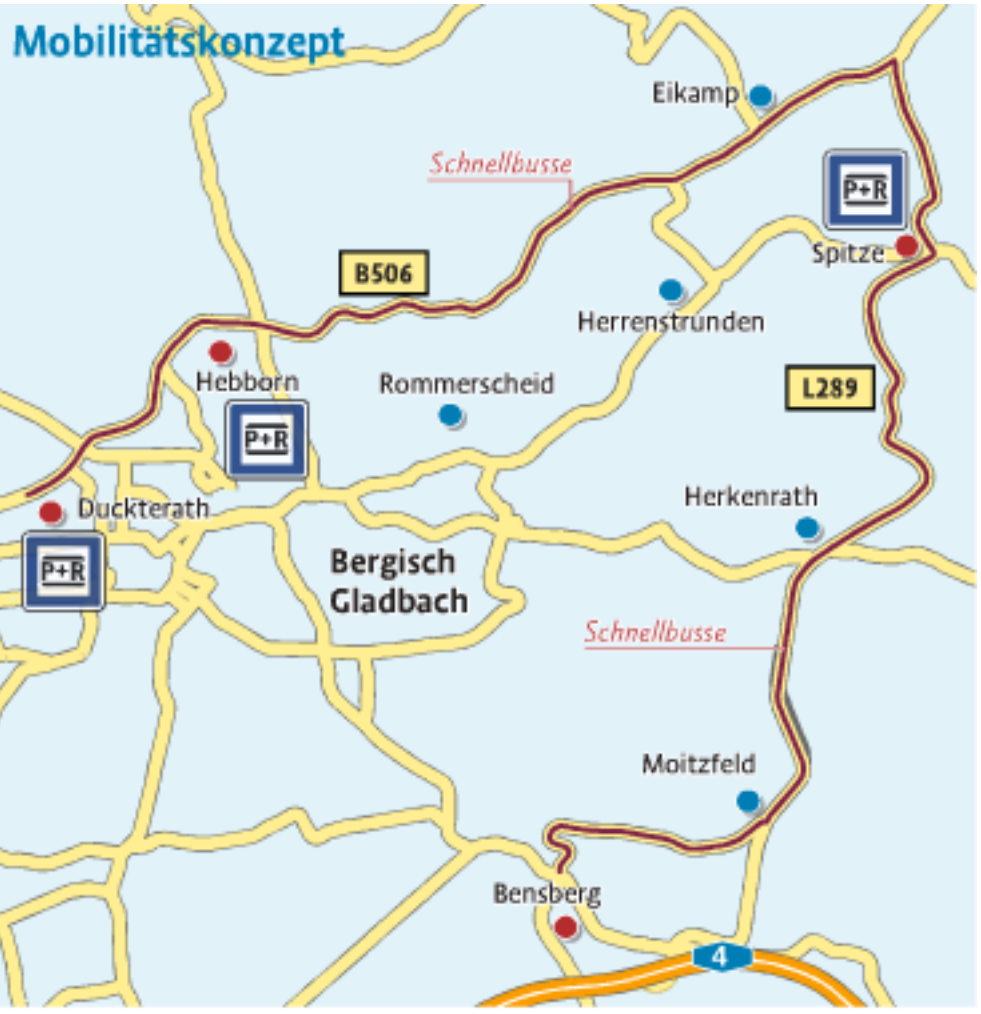 Mobilitätskonzept
Eikamp
Schnellbusse
P+R
Spitze
B506
Herrenstrunden
Hebborn
Rommerscheid
L289
P+R
Herkenrath
Duckterath
P+R
Bergisch
Gladbach
Schnellbusse
Moitzfeld
Bensberg
4